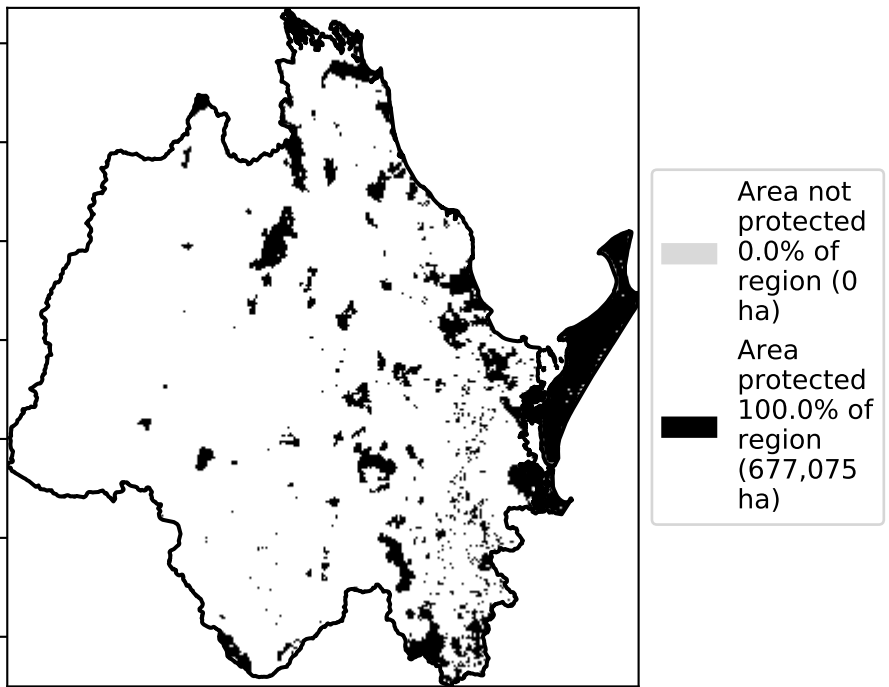 Area not
protected
0.0% of
region (0
ha)
Area
protected
100.0% of
region
(677,075
ha)